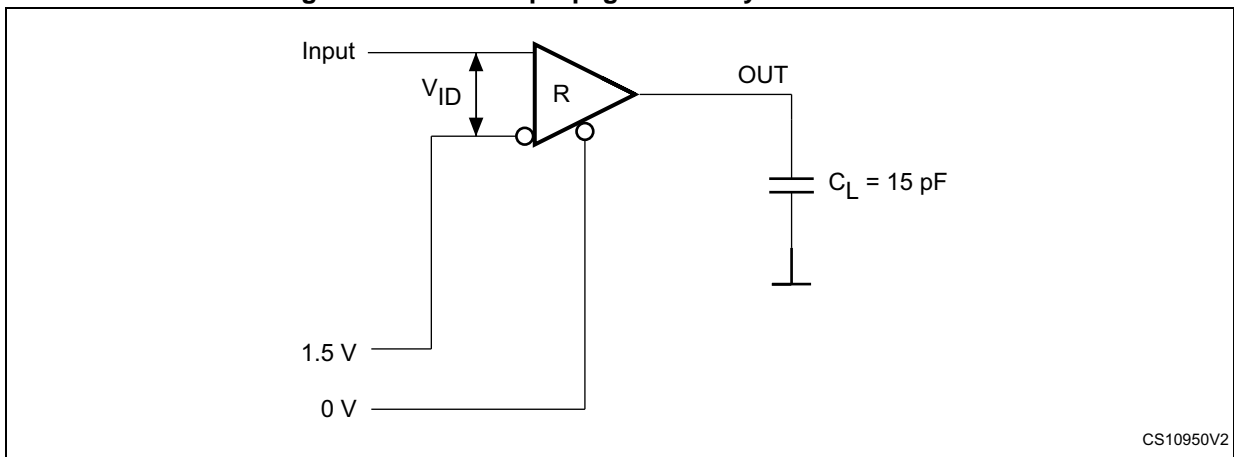 Input
V_ID
R
OUT
C_L = 15 pF
1.5 V
0 V
CS10950V2